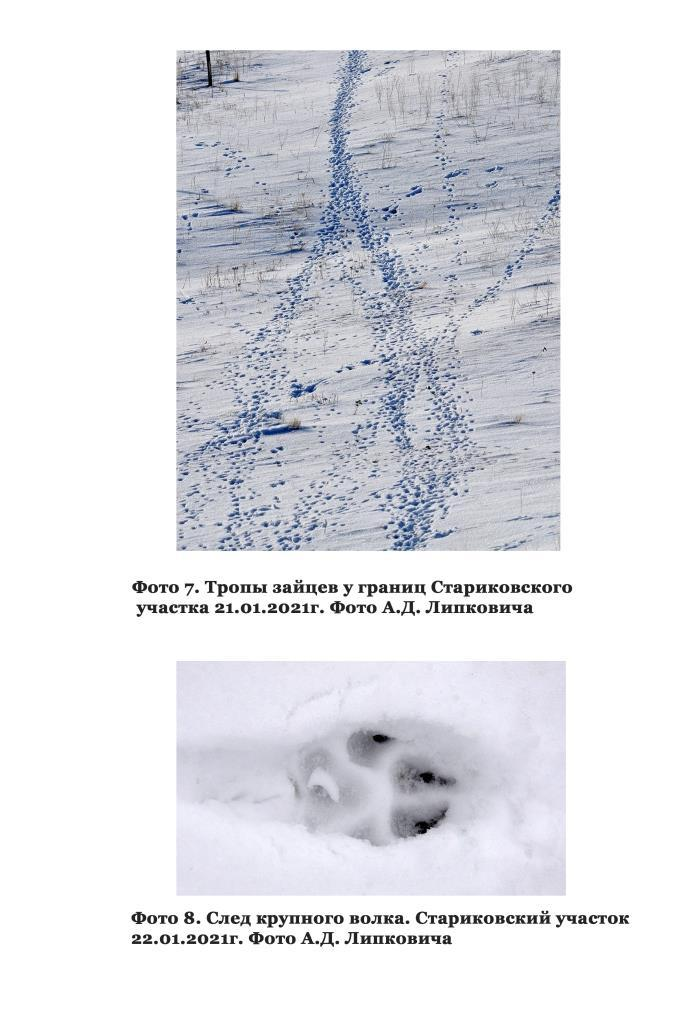 Фото 7. Тропы зайцев у границ Стариковского
участка 21.01.2021г. Фото А.Д. Липковича
Фото 8. След крупного волка. Стариковский участок
22.01.2021г. Фото А.Д. Липковича